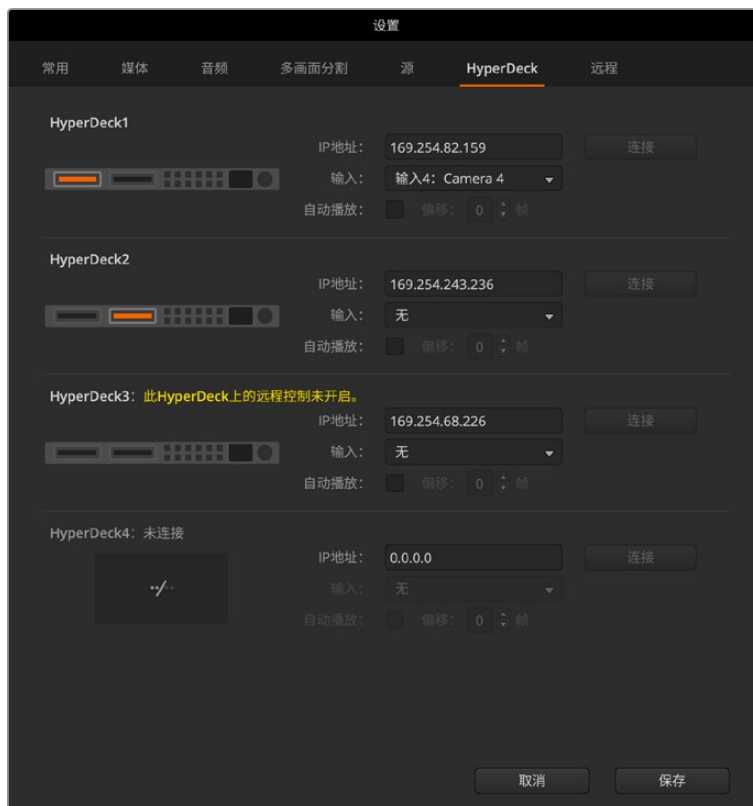 设置
常用 媒体 音频 多画面分割 源 HyperDeck 远程
HyperDeck1
IP地址： 169.254.82.159 连接
输入： 输入4：Camera 4
自动播放： 偏移： 0 帧
HyperDeck2
IP地址： 169.254.243.236 连接
输入： 无
自动播放： 偏移： 0 帧
HyperDeck3：此HyperDeck上的远程控制未开启。
IP地址： 169.254.68.226 连接
输入： 无
自动播放： 偏移： 0 帧
HyperDeck4：未连接
IP地址： 0.0.0.0 连接
输入： 无
自动播放： 偏移： 0 帧
取消 保存